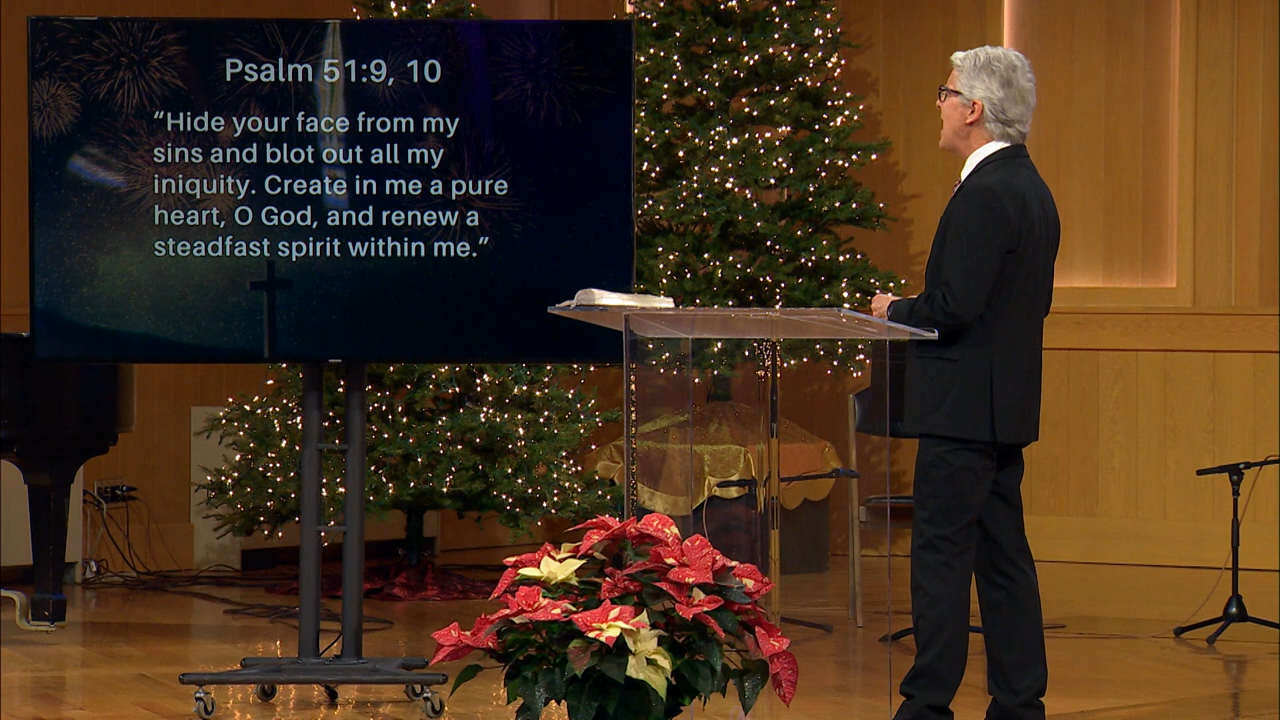 Psalm 51:9, 10
“Hide your face from my
sins and blot out all my
iniquity. Create in me a pure
heart, O God, and renew a
steadfast spirit within me.”